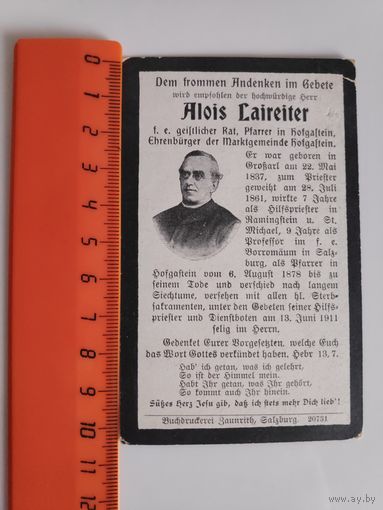 Dem frommen Andenken im Gebete
wird empfohlen der hochwürdige Herr
Alois Laireiter
f. e. geistlicher Rat, Pfarrer in Hofgastein,
Ehrenbürger der Marktgemeinde Hofgastein.
Er war geboren in
Großarl am 22. Mai
1837, zum Priester
geweiht am 28. Juli
1861, wirkte 7 Jahre
als Hilfspriester in
Ramingstein u. St.
Michael, 9 Jahre als
Professor im f. e.
Borromäum in Salz-
burg, als Pfarrer in
Hofgastein vom 6. August 1878 bis zu
seinem Tode und verschied nach langem
Siechtume, versehen mit allen hl. Sterb-
sakramenten, unter den Gebeten seiner Hilfs-
priester und Dienstboten am 13. Juni 1911
selig im Herrn.
Gedenket Eurer Vorgesetzten, welche Euch
das Wort Gottes verkündet haben. Hebr 13, 7.
Hab' ich getan, was ich gelehrt,
So ist der Himmel mein.
Habt Ihr getan, was Ihr gehört,
So kommt auch Ihr hinein.
Süßes Herz Jesu gib, daß ich stets mehr Dich lieb'!
Buchdruckerei Zaunrith, Salzburg. 20751
0 1 2 3 4 5 6 7 8 9 10 11 12
ay.by